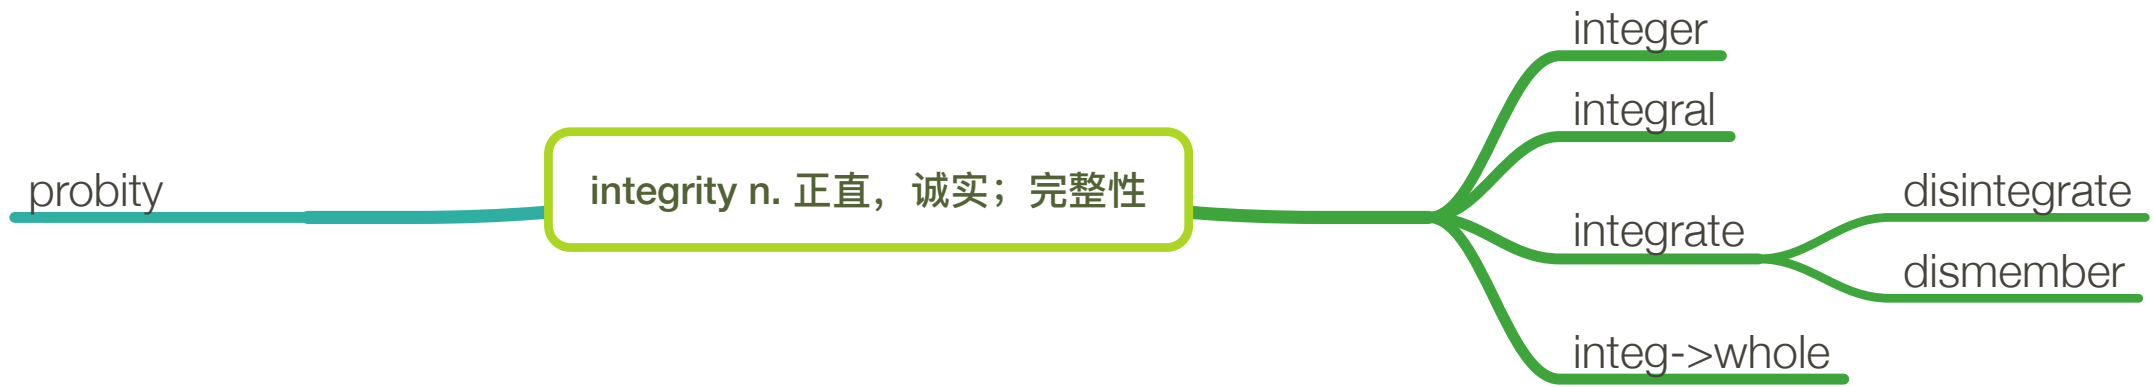 probity
integrity n. 正直，诚实；完整性
integer
integral
integrate
disintegrate
dismember
integ->whole